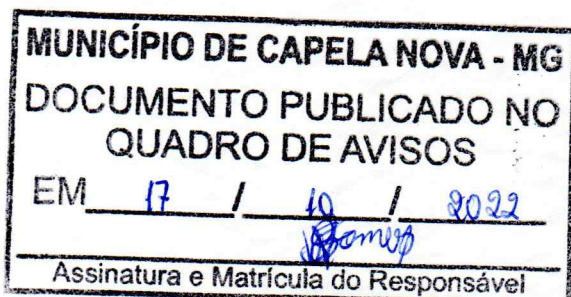 MUNICÍPIO DE CAPELA NOVA - MG
DOCUMENTO PUBLICADO NO
QUADRO DE AVISOS
EM 17 / 10 / 2022
Assinatura e Matrícula do Responsável